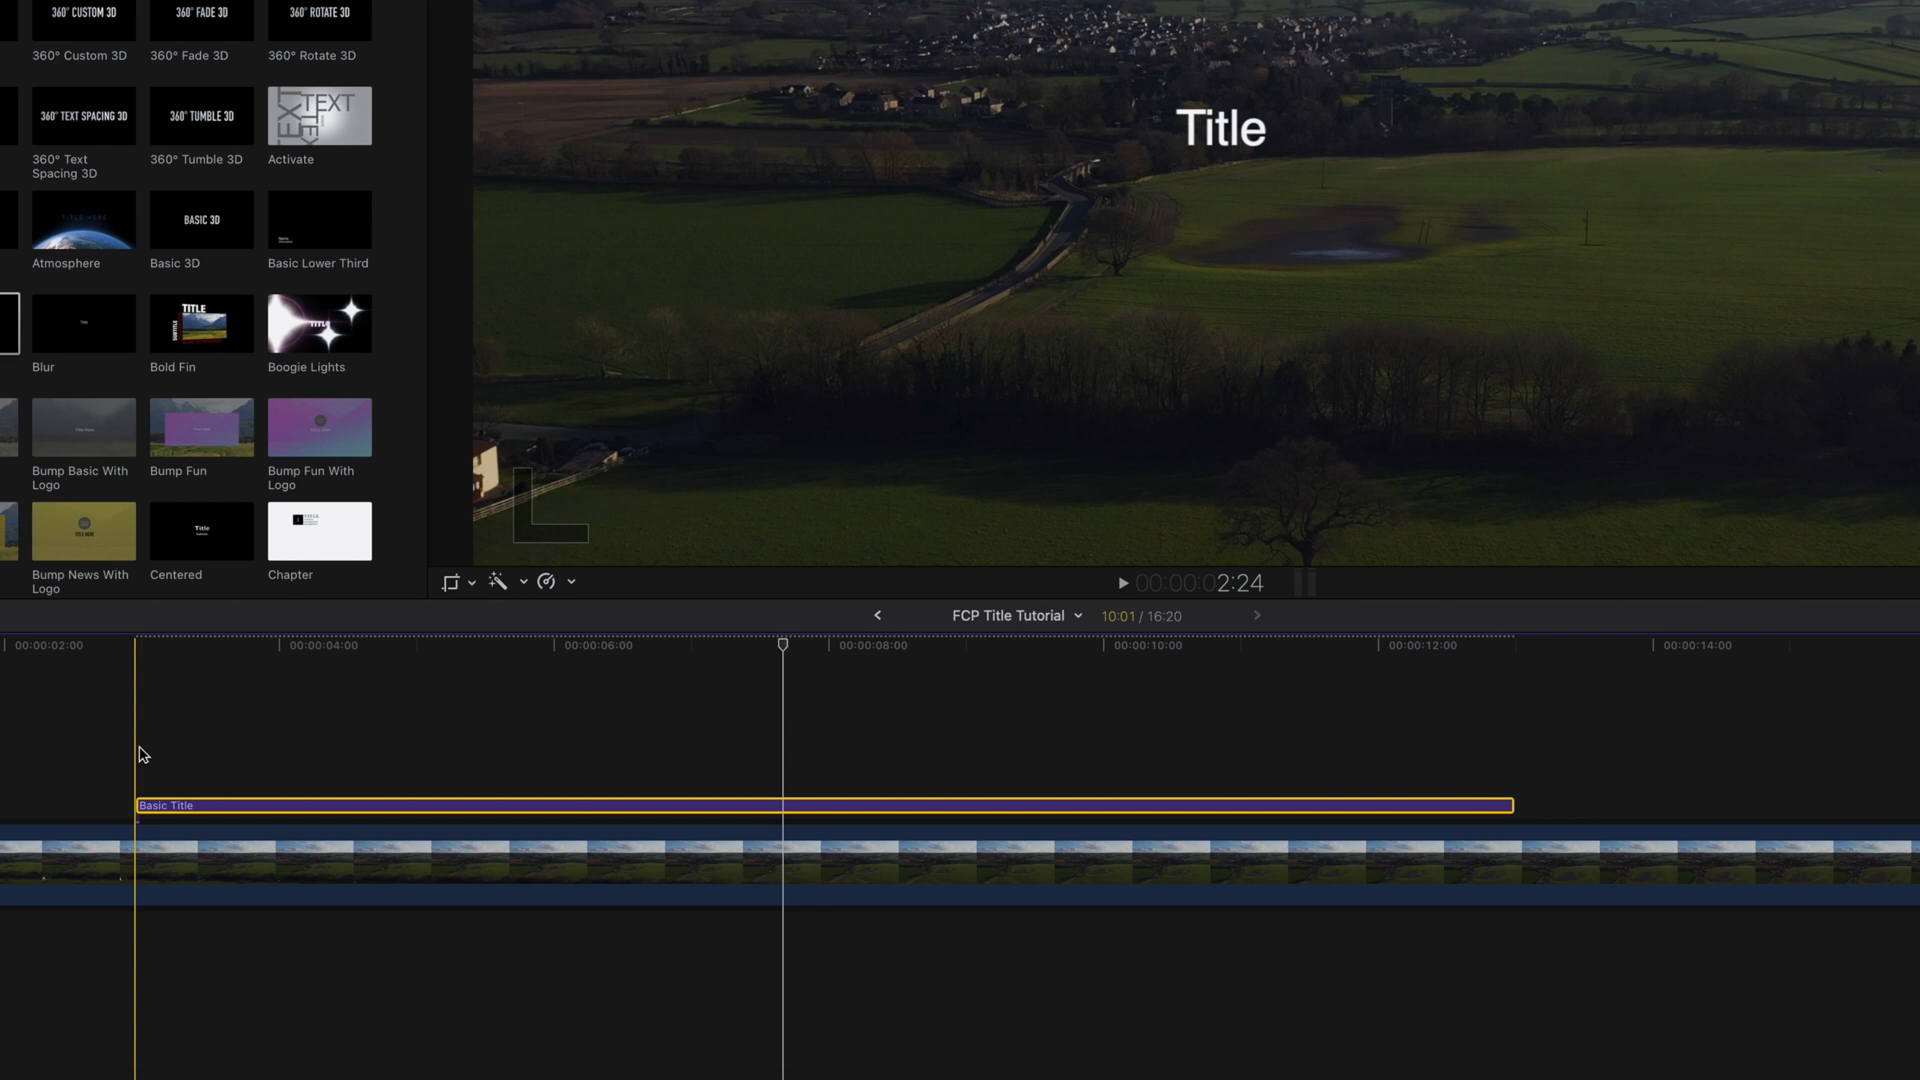 360° CUSTOM 3D
360° FADE 3D
360° ROTATE 3D
360° Custom 3D
360° Fade 3D
360° Rotate 3D
360° TEXT SPACING 3D
360° TUMBLE 3D
TEXT
TEXT
360° Text
Spacing 3D
360° Tumble 3D
Activate
TITLE HERE
BASIC 3D
Atmosphere
Basic 3D
Basic Lower Third
TITLE
SUBTITLE
Blur
Bold Fin
Boogie Lights
Bump Basic With
Logo
Bump Fun
Bump Fun With
Logo
Title
Bump News With
Logo
Centered
Chapter
Title
00:00:02:24
FCP Title Tutorial
10:01 / 16:20
00:00:02:00
00:00:04:00
00:00:06:00
00:00:08:00
00:00:10:00
00:00:12:00
00:00:14:00
Basic Title